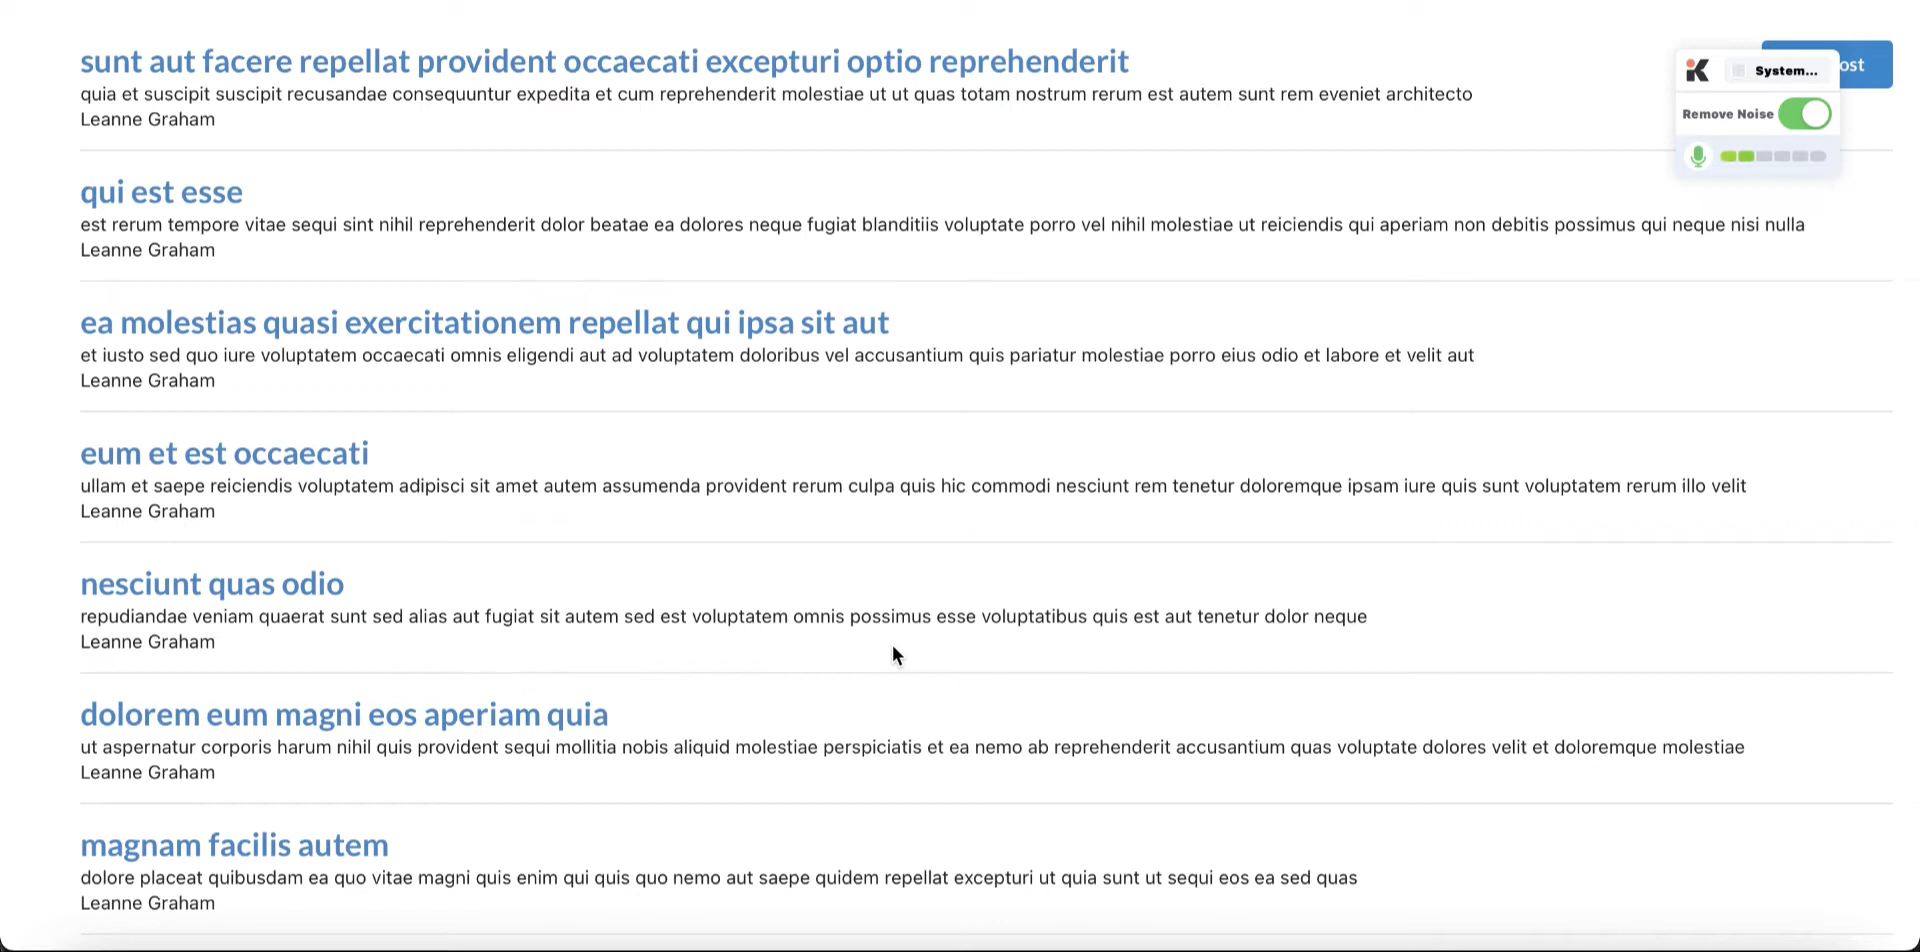 sunt aut facere repellat provident occaecati excepturi optio reprehenderit
quia et suscipit suscipit recusandae consequuntur expedita et cum reprehenderit molestiae ut ut quas totam nostrum rerum est autem sunt rem eveniet architecto
Leanne Graham
ost
System...
Remove Noise
qui est esse
est rerum tempore vitae sequi sint nihil reprehenderit dolor beatae ea dolores neque fugiat blanditiis voluptate porro vel nihil molestiae ut reiciendis qui aperiam non debitis possimus qui neque nisi nulla
Leanne Graham
ea molestias quasi exercitationem repellat qui ipsa sit aut
et iusto sed quo iure voluptatem occaecati omnis eligendi aut ad voluptatem doloribus vel accusantium quis pariatur molestiae porro eius odio et labore et velit aut
Leanne Graham
eum et est occaecati
ullam et saepe reiciendis voluptatem adipisci sit amet autem assumenda provident rerum culpa quis hic commodi nesciunt rem tenetur doloremque ipsam iure quis sunt voluptatem rerum illo velit
Leanne Graham
nesciunt quas odio
repudiandae veniam quaerat sunt sed alias aut fugiat sit autem sed est voluptatem omnis possimus esse voluptatibus quis est aut tenetur dolor neque
Leanne Graham
dolorem eum magni eos aperiam quia
ut aspernatur corporis harum nihil quis provident sequi mollitia nobis aliquid molestiae perspiciatis et ea nemo ab reprehenderit accusantium quas voluptate dolores velit et doloremque molestiae
Leanne Graham
magnam facilis autem
dolore placeat quibusdam ea quo vitae magni quis enim qui quis quo nemo aut saepe quidem repellat excepturi ut quia sunt ut sequi eos ea sed quas
Leanne Graham